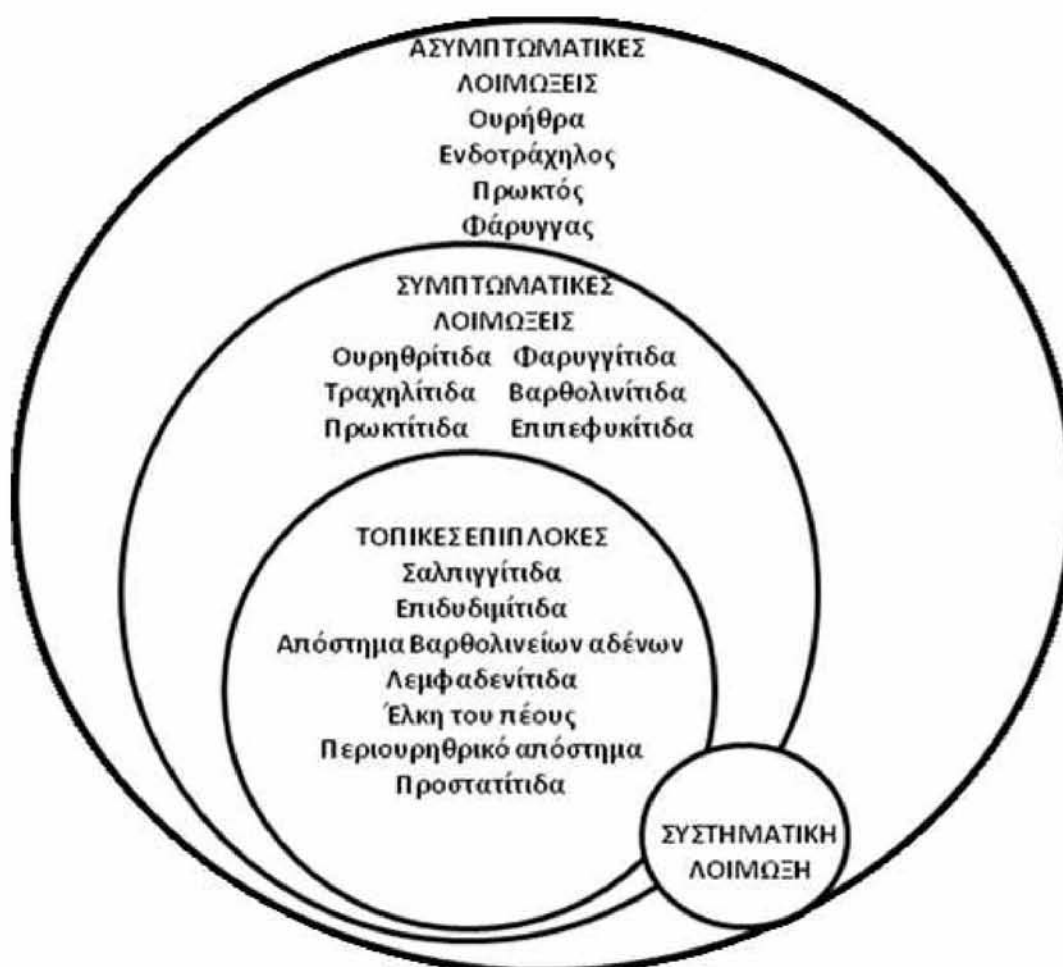 ΑΣΥΜΠΤΩΜΑΤΙΚΕΣ
ΛΟΙΜΩΞΕΙΣ
Ουρήθρα
Ενδοτράχηλος
Πρωκτός
Φάρυγγας
ΣΥΜΠΤΩΜΑΤΙΚΕΣ
ΛΟΙΜΩΞΕΙΣ
Ουρηθρίτιδα Φαρυγγίτιδα
Τραχηλίτιδα Βαρθολινίτιδα
Πρωκτίτιδα Επιπεφυκίτιδα
ΤΟΠΙΚΕΣ ΕΠΙΠΛΟΚΕΣ
Σαλπιγγίτιδα
Επιδυδιμίτιδα
Απόστημα Βαρθολινείων αδένων
Λεμφαδενίτιδα
Έλκη του πέους
Περιουρηθρικό απόστημα
Προστατίτιδα
ΣΥΣΤΗΜΑΤΙΚΗ
ΛΟΙΜΩΞΗ